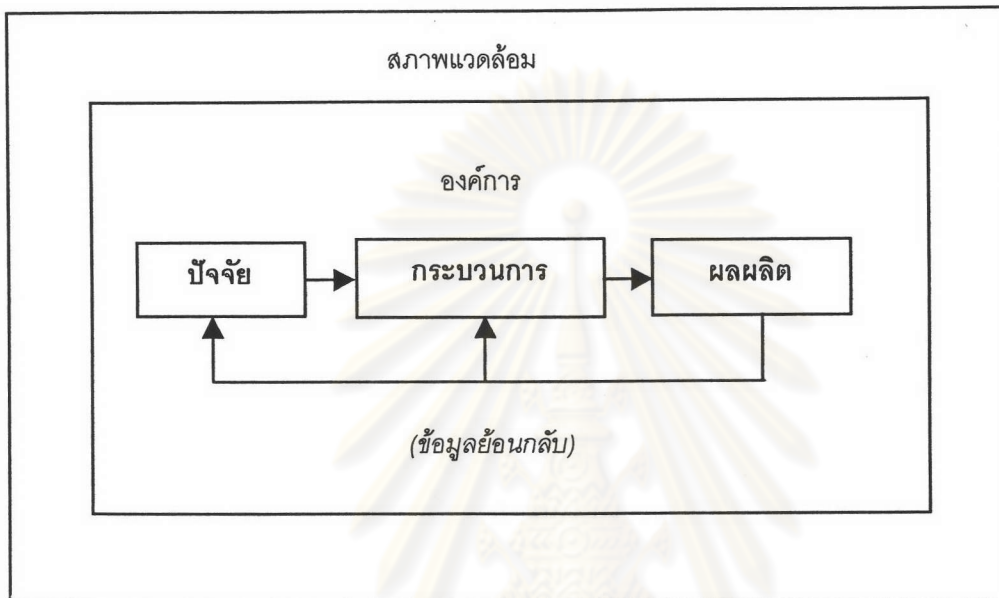 สภาพแวดล้อม
องค์การ
ปัจจัย
กระบวนการ
ผลผลิต
(ข้อมูลย้อนกลับ)